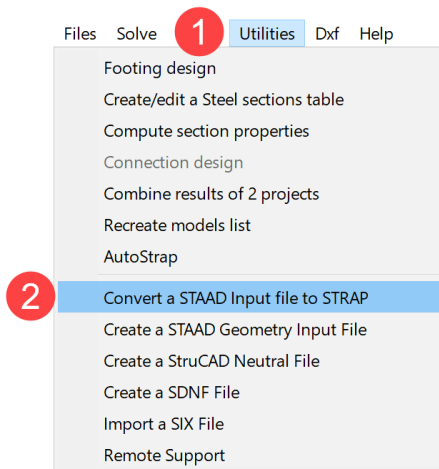 Files Solve 1 Utilities Dxf Help
Footing design
Create/edit a Steel sections table
Compute section properties
Connection design
Combine results of 2 projects
Recreate models list
AutoStrap
2 Convert a STAAD Input file to STRAP
Create a STAAD Geometry Input File
Create a StruCAD Neutral File
Create a SDNF File
Import a SIX File
Remote Support